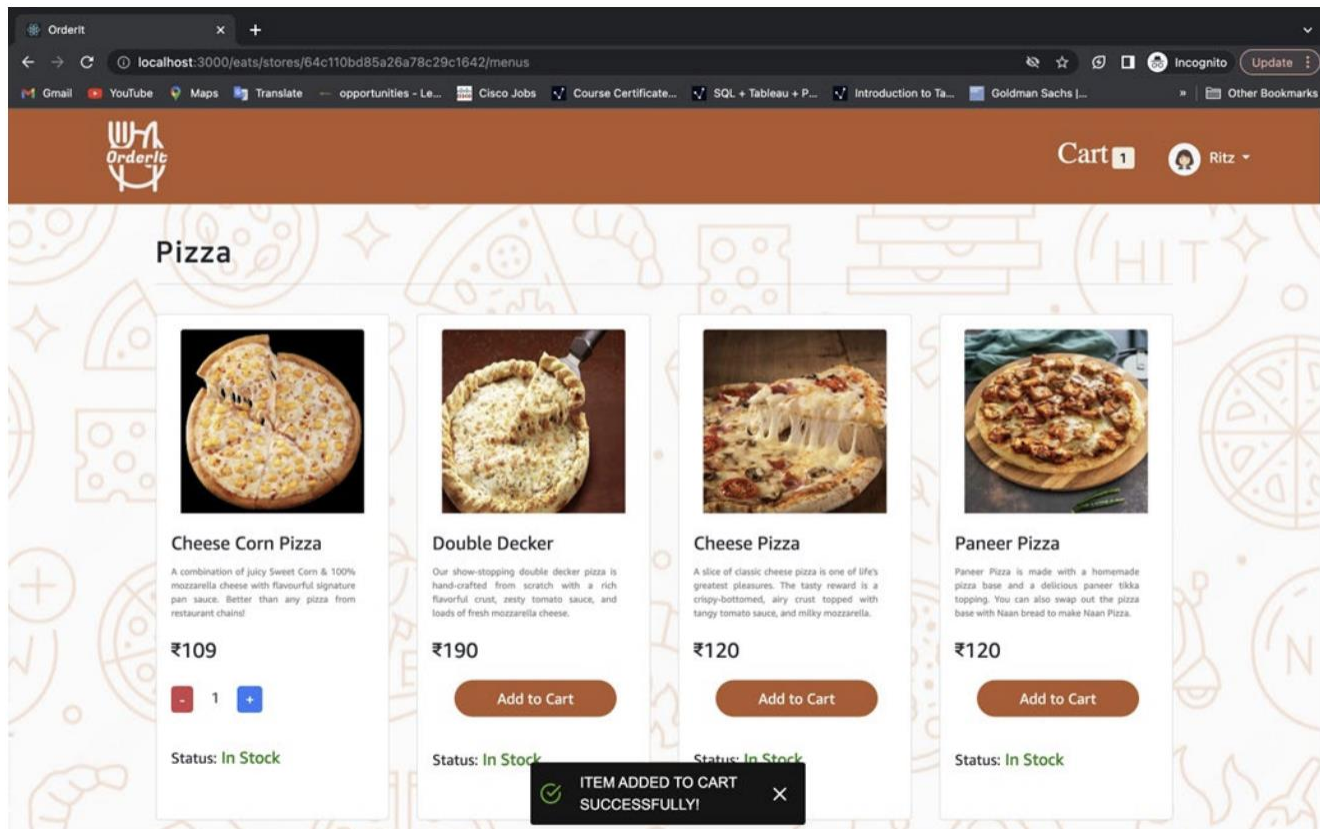 OrderIt
localhost:3000/eats/stores/64c110bd85a26a78c29c1642/menus
Incognito
Update
Gmail
YouTube
Maps
Translate
opportunities - Le...
Cisco Jobs
Course Certificate...
SQL + Tableau + P...
Introduction to Ta...
Goldman Sachs |...
»
Other Bookmarks
OrderIt
Cart 1
Ritz
HIT
N
Pizza
Cheese Corn Pizza
A combination of juicy Sweet Corn & 100%
mozzarella cheese with flavourful signature
pan sauce. Better than any pizza from
restaurant chains!
₹109
- 1 +
Status: In Stock
Double Decker
Our show-stopping double decker pizza is
hand-crafted from scratch with a rich
flavorful crust, zesty tomato sauce, and
loads of fresh mozzarella cheese.
₹190
Add to Cart
Status: In Stock
Cheese Pizza
A slice of classic cheese pizza is one of life's
greatest pleasures. The tasty reward is a
crispy-bottomed, airy crust topped with
tangy tomato sauce, and milky mozzarella.
₹120
Add to Cart
Status: In Stock
Paneer Pizza
Paneer Pizza is made with a homemade
pizza base and a delicious paneer tikka
topping. You can also swap out the pizza
base with Naan bread to make Naan Pizza.
₹120
Add to Cart
Status: In Stock
ITEM ADDED TO CART
SUCCESSFULLY!